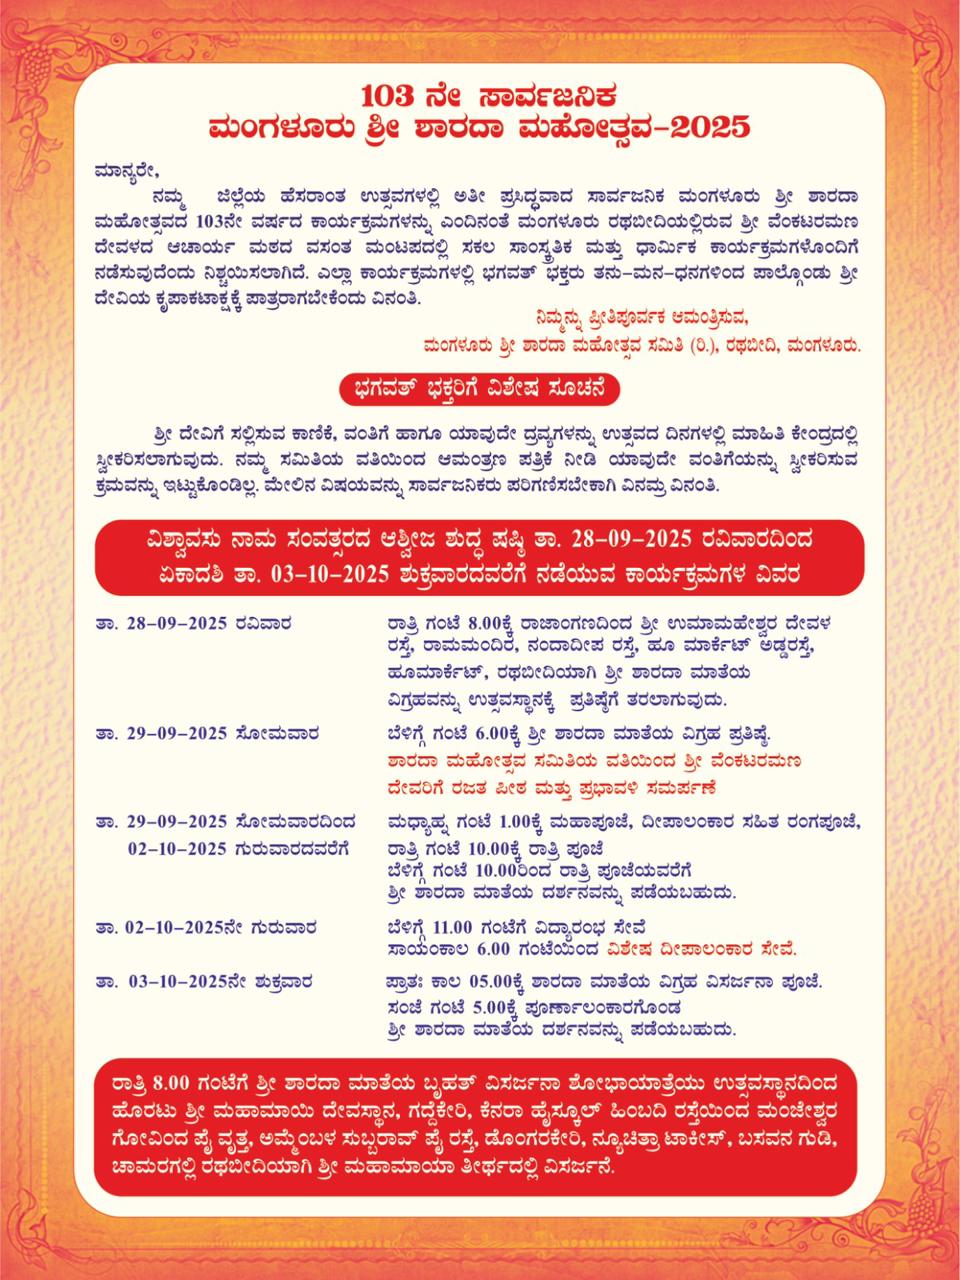 103 ನೇ ಸಾರ್ವಜನಿಕ
ಮಂಗಳೂರು ಶ್ರೀ ಶಾರದಾ ಮಹೋತ್ಸವ-2025
ಮಾನ್ಯರೇ,
ನಮ್ಮ ಜಿಲ್ಲೆಯ ಹೆಸರಾಂತ ಉತ್ಸವಗಳಲ್ಲಿ ಅತೀ ಪ್ರಸಿದ್ಧವಾದ ಸಾರ್ವಜನಿಕ ಮಂಗಳೂರು ಶ್ರೀ ಶಾರದಾ
ಮಹೋತ್ಸವದ 103ನೇ ವರ್ಷದ ಕಾರ್ಯಕ್ರಮಗಳನ್ನು ಎಂದಿನಂತೆ ಮಂಗಳೂರು ರಥಬೀದಿಯಲ್ಲಿರುವ ಶ್ರೀ ವೆಂಕಟರಮಣ
ದೇವಳದ ಆಚಾರ್ಯ ಮಠದ ವಸಂತ ಮಂಟಪದಲ್ಲಿ ಸಕಲ ಸಾಂಸ್ಕೃತಿಕ ಮತ್ತು ಧಾರ್ಮಿಕ ಕಾರ್ಯಕ್ರಮಗಳೊಂದಿಗೆ
ನಡೆಸುವುದೆಂದು ನಿಶ್ಚಯಿಸಲಾಗಿದೆ. ಎಲ್ಲಾ ಕಾರ್ಯಕ್ರಮಗಳಲ್ಲಿ ಭಗವತ್ ಭಕ್ತರು ತನು-ಮನ-ಧನಗಳಿಂದ ಪಾಲ್ಗೊಂಡು ಶ್ರೀ
ದೇವಿಯ ಕೃಪಾಕಟಾಕ್ಷಕ್ಕೆ ಪಾತ್ರರಾಗಬೇಕೆಂದು ವಿನಂತಿ.
ನಿಮ್ಮನ್ನು ಪ್ರೀತಿಪೂರ್ವಕ ಆಮಂತ್ರಿಸುವ,
ಮಂಗಳೂರು ಶ್ರೀ ಶಾರದಾ ಮಹೋತ್ಸವ ಸಮಿತಿ (ರಿ.), ರಥಬೀದಿ, ಮಂಗಳೂರು.
ಭಗವತ್ ಭಕ್ತರಿಗೆ ವಿಶೇಷ ಸೂಚನೆ
ಶ್ರೀ ದೇವಿಗೆ ಸಲ್ಲಿಸುವ ಕಾಣಿಕೆ, ವಂತಿಗೆ ಹಾಗೂ ಯಾವುದೇ ದ್ರವ್ಯಗಳನ್ನು ಉತ್ಸವದ ದಿನಗಳಲ್ಲಿ ಮಾಹಿತಿ ಕೇಂದ್ರದಲ್ಲಿ
ಸ್ವೀಕರಿಸಲಾಗುವುದು. ನಮ್ಮ ಸಮಿತಿಯ ವತಿಯಿಂದ ಆಮಂತ್ರಣ ಪತ್ರಿಕೆ ನೀಡಿ ಯಾವುದೇ ವಂತಿಗೆಯನ್ನು ಸ್ವೀಕರಿಸುವ
ಕ್ರಮವನ್ನು ಇಟ್ಟುಕೊಂಡಿಲ್ಲ. ಮೇಲಿನ ವಿಷಯವನ್ನು ಸಾರ್ವಜನಿಕರು ಪರಿಗಣಿಸಬೇಕಾಗಿ ವಿನಮ್ರ ವಿನಂತಿ.
ವಿಶ್ವಾವಸು ನಾಮ ಸಂವತ್ಸರದ ಆಶ್ವೀಜ ಶುದ್ಧ ಷಷ್ಠಿ ತಾ. 28-09-2025 ರವಿವಾರದಿಂದ
ಏಕಾದಶಿ ತಾ. 03-10-2025 ಶುಕ್ರವಾರದವರೆಗೆ ನಡೆಯುವ ಕಾರ್ಯಕ್ರಮಗಳ ವಿವರ
ತಾ. 28-09-2025 ರವಿವಾರ ರಾತ್ರಿ ಗಂಟೆ 8.00ಕ್ಕೆ ರಾಜಾಂಗಣದಿಂದ ಶ್ರೀ ಉಮಾಮಹೇಶ್ವರ ದೇವಳ
ರಸ್ತೆ, ರಾಮಮಂದಿರ, ನಂದಾದೀಪ ರಸ್ತೆ, ಹೂ ಮಾರ್ಕೆಟ್ ಅಡ್ಡರಸ್ತೆ,
ಹೂಮಾರ್ಕೆಟ್, ರಥಬೀದಿಯಾಗಿ ಶ್ರೀ ಶಾರದಾ ಮಾತೆಯ
ವಿಗ್ರಹವನ್ನು ಉತ್ಸವಸ್ಥಾನಕ್ಕೆ ಪ್ರತಿಷ್ಠೆಗೆ ತರಲಾಗುವುದು.
ತಾ. 29-09-2025 ಸೋಮವಾರ ಬೆಳಿಗ್ಗೆ ಗಂಟೆ 6.00ಕ್ಕೆ ಶ್ರೀ ಶಾರದಾ ಮಾತೆಯ ವಿಗ್ರಹ ಪ್ರತಿಷ್ಠೆ.
ಶಾರದಾ ಮಹೋತ್ಸವ ಸಮಿತಿಯ ವತಿಯಿಂದ ಶ್ರೀ ವೆಂಕಟರಮಣ
ದೇವರಿಗೆ ರಜತ ಪೀಠ ಮತ್ತು ಪ್ರಭಾವಳಿ ಸಮರ್ಪಣೆ
ತಾ. 29-09-2025 ಸೋಮವಾರದಿಂದ ಮಧ್ಯಾಹ್ನ ಗಂಟೆ 1.00ಕ್ಕೆ ಮಹಾಪೂಜೆ, ದೀಪಾಲಂಕಾರ ಸಹಿತ ರಂಗಪೂಜೆ,
02-10-2025 ಗುರುವಾರದವರೆಗೆ ರಾತ್ರಿ ಗಂಟೆ 10.00ಕ್ಕೆ ರಾತ್ರಿ ಪೂಜೆ
ಬೆಳಿಗ್ಗೆ ಗಂಟೆ 10.00ರಿಂದ ರಾತ್ರಿ ಪೂಜೆಯವರೆಗೆ
ಶ್ರೀ ಶಾರದಾ ಮಾತೆಯ ದರ್ಶನವನ್ನು ಪಡೆಯಬಹುದು.
ತಾ. 02-10-2025ನೇ ಗುರುವಾರ ಬೆಳಿಗ್ಗೆ 11.00 ಗಂಟೆಗೆ ವಿದ್ಯಾರಂಭ ಸೇವೆ
ಸಾಯಂಕಾಲ 6.00 ಗಂಟೆಯಿಂದ ವಿಶೇಷ ದೀಪಾಲಂಕಾರ ಸೇವೆ.
ತಾ. 03-10-2025ನೇ ಶುಕ್ರವಾರ ಪ್ರಾತಃ ಕಾಲ 05.00ಕ್ಕೆ ಶಾರದಾ ಮಾತೆಯ ವಿಗ್ರಹ ವಿಸರ್ಜನಾ ಪೂಜೆ.
ಸಂಜೆ ಗಂಟೆ 5.00ಕ್ಕೆ ಪೂರ್ಣಾಲಂಕಾರಗೊಂಡ
ಶ್ರೀ ಶಾರದಾ ಮಾತೆಯ ದರ್ಶನವನ್ನು ಪಡೆಯಬಹುದು.
ರಾತ್ರಿ 8.00 ಗಂಟೆಗೆ ಶ್ರೀ ಶಾರದಾ ಮಾತೆಯ ಬೃಹತ್ ವಿಸರ್ಜನಾ ಶೋಭಾಯಾತ್ರೆಯು ಉತ್ಸವಸ್ಥಾನದಿಂದ
ಹೊರಟು ಶ್ರೀ ಮಹಾಮಾಯಿ ದೇವಸ್ಥಾನ, ಗದ್ದೆಕೇರಿ, ಕೆನರಾ ಹೈಸ್ಕೂಲ್ ಹಿಂಬದಿ ರಸ್ತೆಯಿಂದ ಮಂಜೇಶ್ವರ
ಗೋವಿಂದ ಪೈ ವೃತ್ತ, ಅಮ್ಮೆಂಬಳ ಸುಬ್ಬರಾವ್ ಪೈ ರಸ್ತೆ, ಡೊಂಗರಕೇರಿ, ನ್ಯೂಚಿತ್ರಾ ಟಾಕೀಸ್, ಬಸವನ ಗುಡಿ,
ಚಾಮರಗಲ್ಲಿ ರಥಬೀದಿಯಾಗಿ ಶ್ರೀ ಮಹಾಮಾಯಾ ತೀರ್ಥದಲ್ಲಿ ವಿಸರ್ಜನೆ.